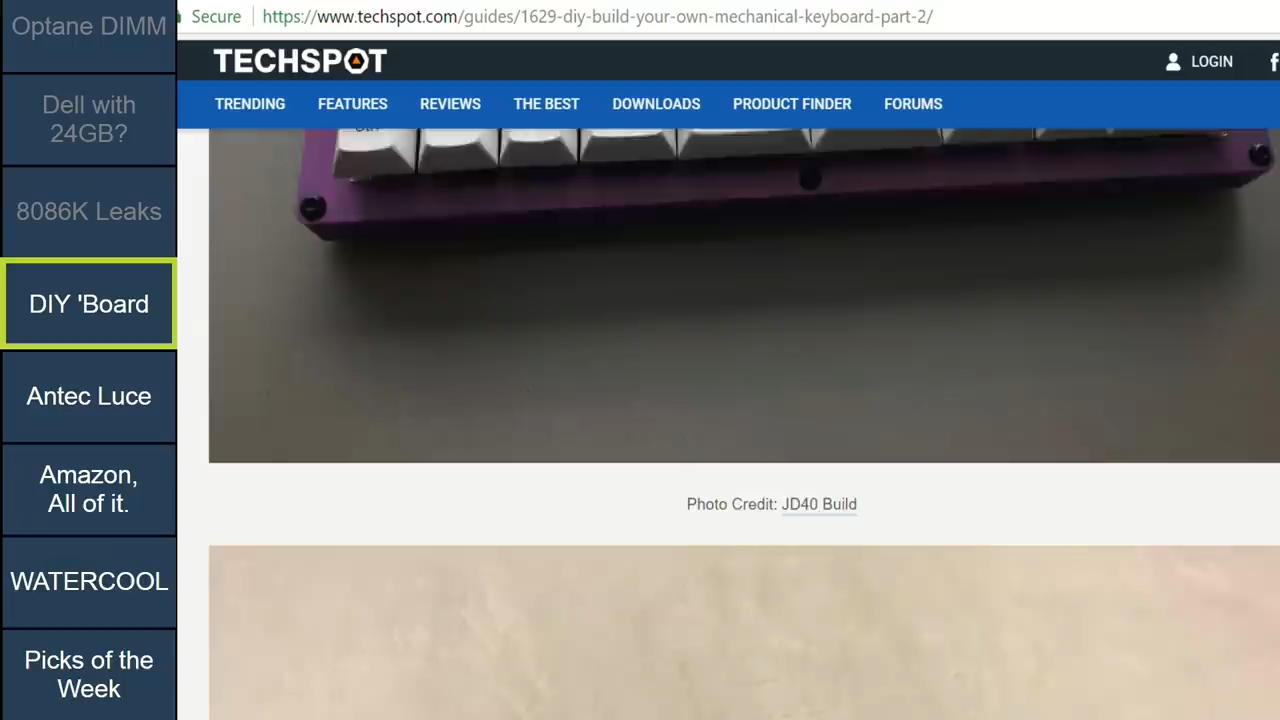 Optane DIMM
Dell with
24GB?
8086K Leaks
DIY 'Board
Antec Luce
Amazon,
All of it.
WATERCOOL
Picks of the
Week
Secure
https://www.techspot.com/guides/1629-diy-build-your-own-mechanical-keyboard-part-2/
TECHSPOT
LOGIN
TRENDING FEATURES REVIEWS THE BEST DOWNLOADS PRODUCT FINDER FORUMS
Photo Credit: JD40 Build